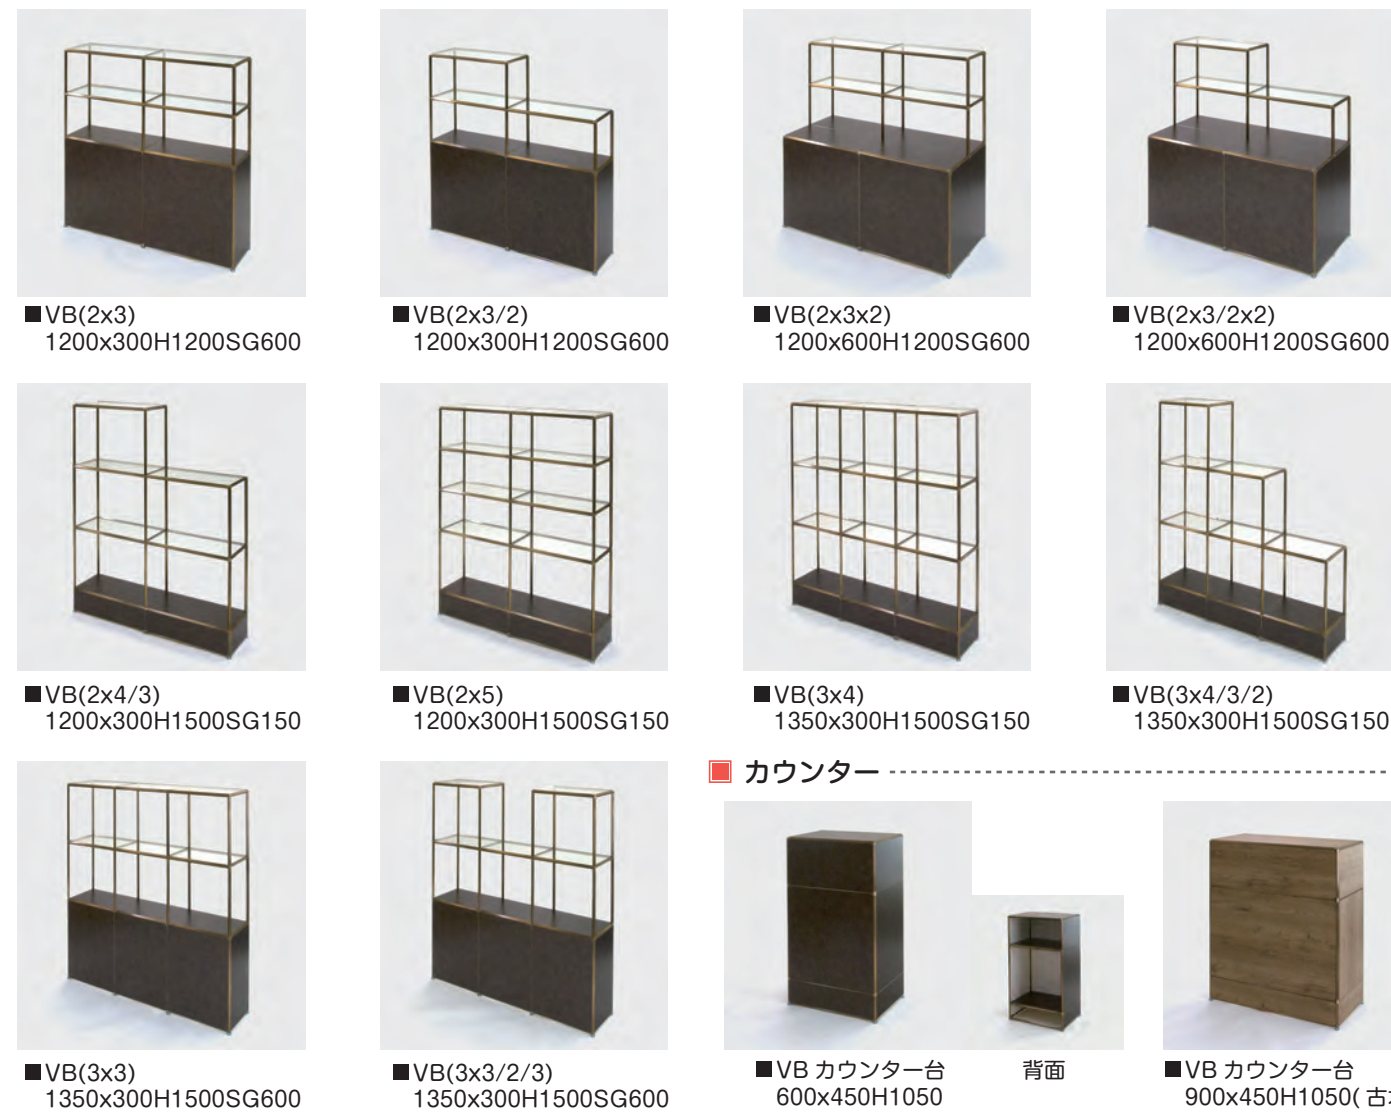 ■VB(2x3)
1200x300H1200SG600
■VB(2x3/2)
1200x300H1200SG600
■VB(2x3x2)
1200x600H1200SG600
■VB(2x3/2x2)
1200x600H1200SG600
■VB(2x4/3)
1200x300H1500SG150
■VB(2x5)
1200x300H1500SG150
■VB(3x4)
1350x300H1500SG150
■VB(3x4/3/2)
1350x300H1500SG150
カウンター
■VB(3x3)
1350x300H1500SG600
■VB(3x3/2/3)
1350x300H1500SG600
■VB カウンター台
600x450H1050
背面
■VB カウンター台
900x450H1050( 古